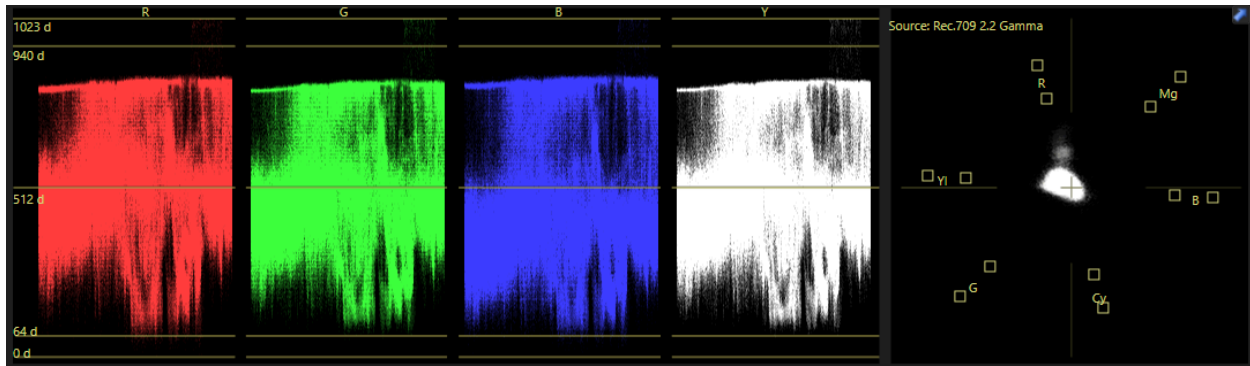 R G B Y
1023 d
Source: Rec.709 2.2 Gamma
940 d
R
Mg
Yl
B
512 d
G
Cy
64 d
0 d